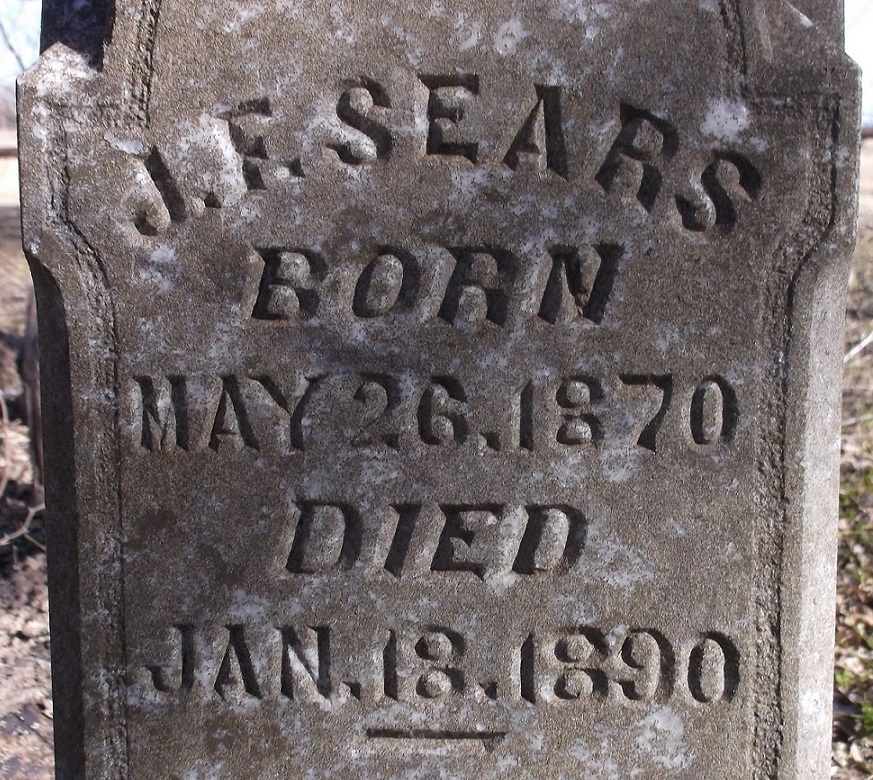 J.F. SEARS
BORN
MAY 26, 1870
DIED
JAN. 18, 1890